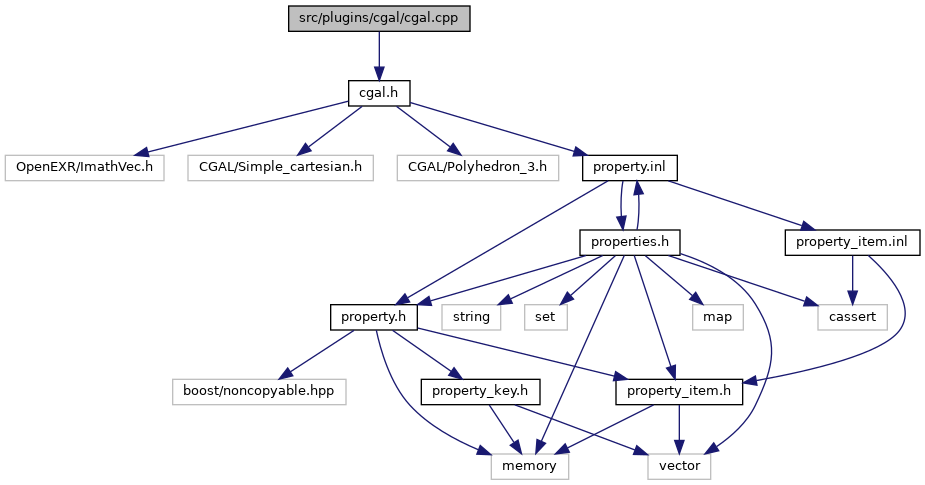 src/plugins/cgal/cgal.cpp
cgal.h
OpenEXR/ImathVec.h
CGAL/Simple_cartesian.h
CGAL/Polyhedron_3.h
property.inl
properties.h
property_item.inl
property.h
string
set
map
cassert
boost/noncopyable.hpp
property_key.h
property_item.h
memory
vector